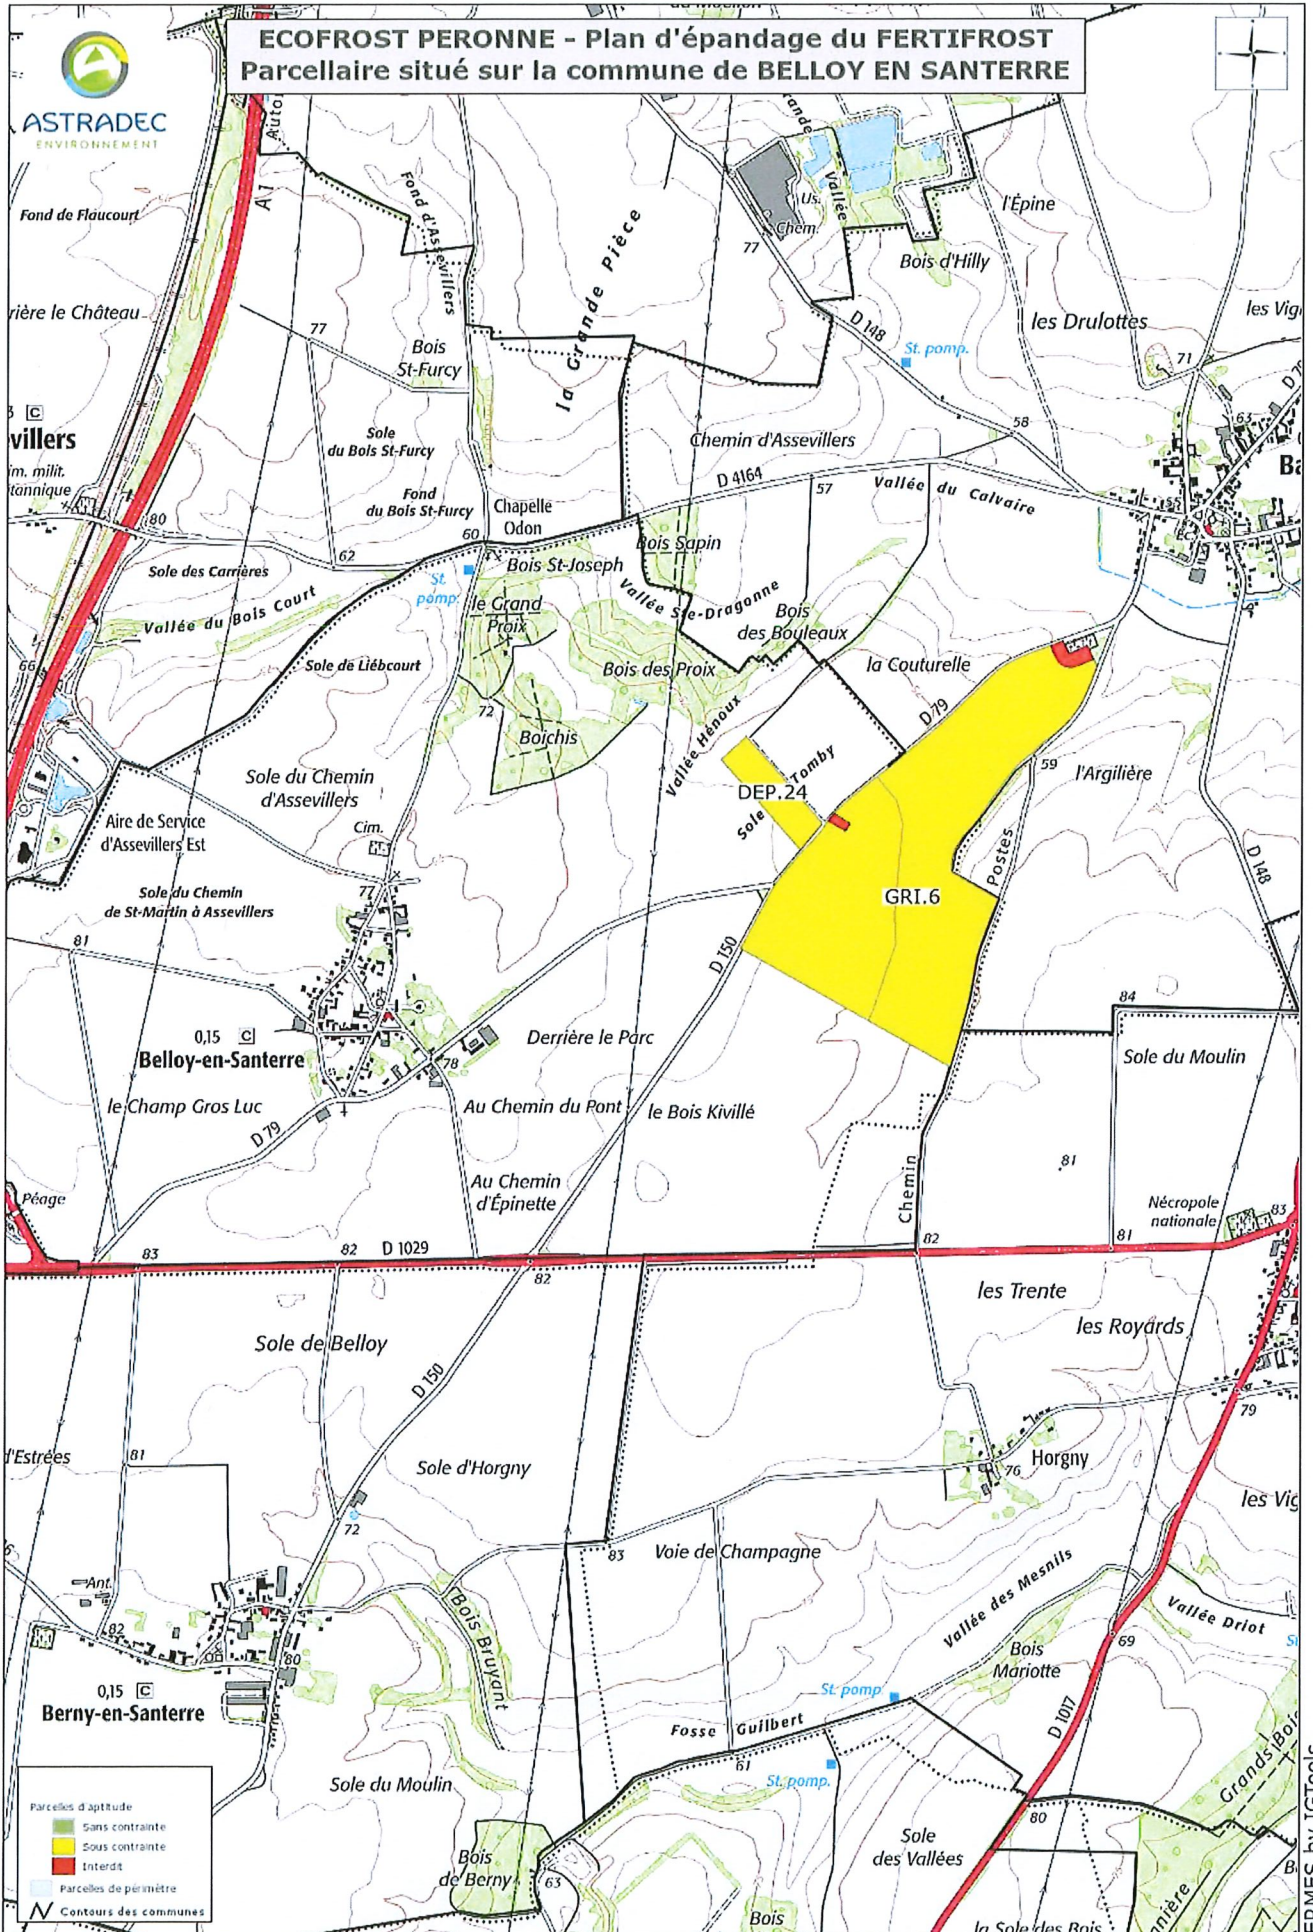 ECOFROST PERONNE - Plan d'épandage du FERTIFROST
Parcellaire situé sur la commune de BELLOY EN SANTERRE
ASTRADEC
ENVIRONNEMENT
A 1
Fond de Flaucourt
Fond d'Assevillers
la Grande Pièce
Us.
Chem.
Vallée
77
l'Épine
Bois d'Hilly
rière le Château
77
Bois
St-Furcy
D 148
St. pomp.
les Drulottes
les Vig
71
villers
Sole
du Bois St-Furcy
Chemin d'Assevillers
58
63
Fond
du Bois St-Furcy
Chapelle
Odon
D 4164
57
Vallée du Calvaire
Ba
80
60
62
Sole des Carrières
St.
pomp.
Bois St-Joseph
Bois Sapin
Vallée du Bois Court
le Grand
Proix
Vallée Ste-Dragonne
Bois
des Bouleaux
66
Sole de Liébcourt
Bois des Proix
la Couturelle
72
Boichis
Vallée Hénoux
D 79
Sole du Chemin
d'Assevillers
Sole Tomby
DEP.24
59
l'Argilière
Aire de Service
d'Assevillers Est
Cim.
Postes
D 148
Sole du Chemin
de St-Martin à Assevillers
77
GRI.6
81
D 150
84
0,15 C
Belloy-en-Santerre
Derrière le Parc
78
Sole du Moulin
le Champ Gros Luc
Au Chemin du Pont
le Bois Kivillé
D 79
81
Au Chemin
d'Épinette
Chemin
Péage
Nécropole
nationale
83
83
82
D 1029
82
82
81
les Trente
les Royards
Sole de Belloy
D 150
79
d'Estrées
81
Sole d'Horgny
Horgny
76
les Vig
72
83
Voie de Champagne
Ant.
82
Bois Bruyant
Vallée des Mesnils
Vallée Driot
69
Bois
Mariotte
80
0,15 C
Berny-en-Santerre
St. pomp.
Fosse Guilbert
D 1017
61
St. pomp.
Sole du Moulin
Grands Bois
80
Sole
des Vallées
Bois
de Berny
63
Bois
la Sole des Bois
Parcelles d'aptitude
Sans contrainte
Sous contrainte
Interdit
Parcelles de périmètre
Contours des communes